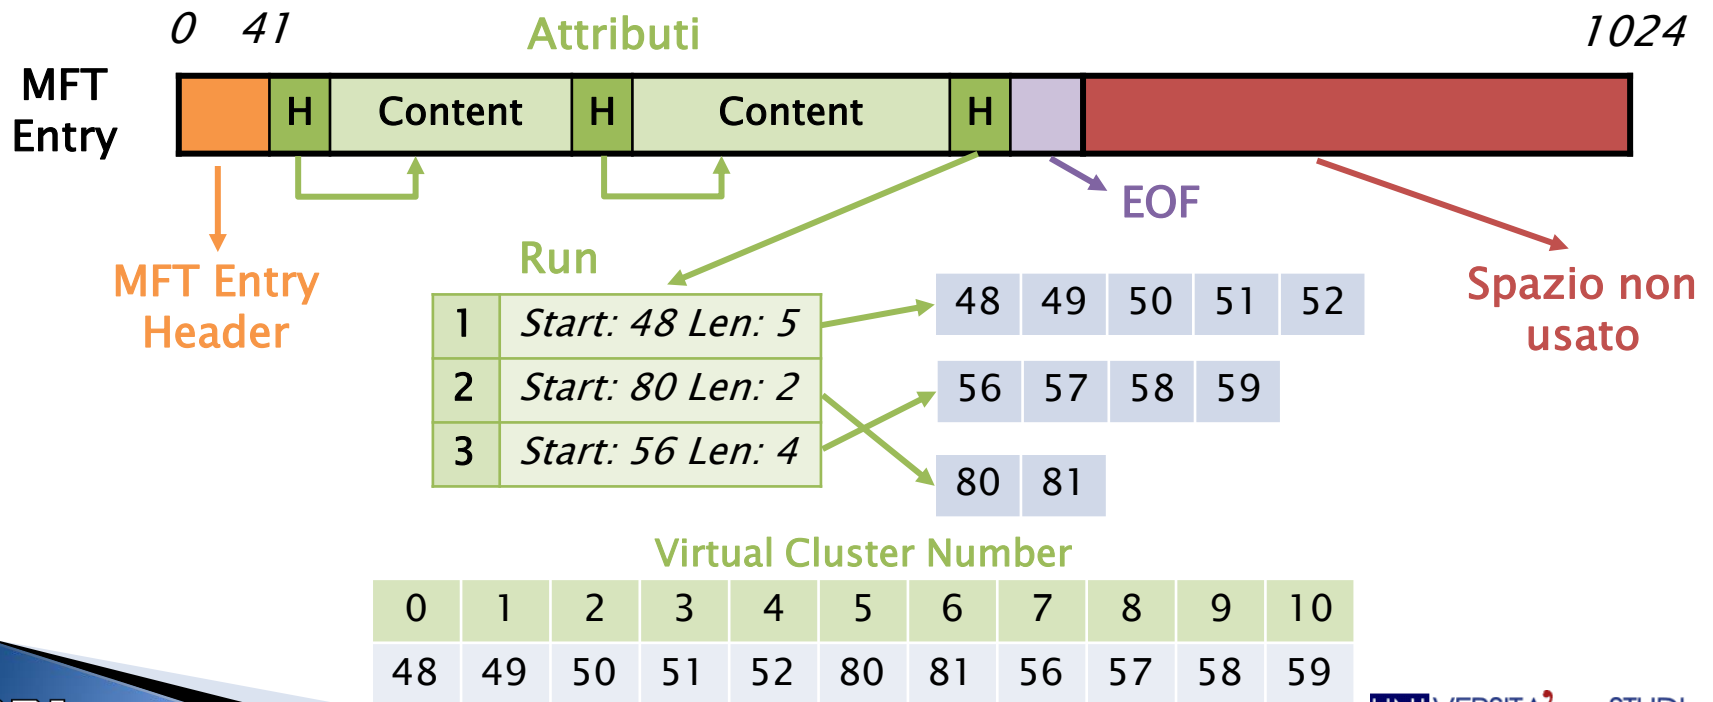 0 41 Attributi 1024
MFT
Entry
H Content H Content H
EOF
MFT Entry
Header
Run
Spazio non
usato
1 Start: 48 Len: 5
2 Start: 80 Len: 2
3 Start: 56 Len: 4
48 49 50 51 52
56 57 58 59
80 81
Virtual Cluster Number
0 1 2 3 4 5 6 7 8 9 10
48 49 50 51 52 80 81 56 57 58 59